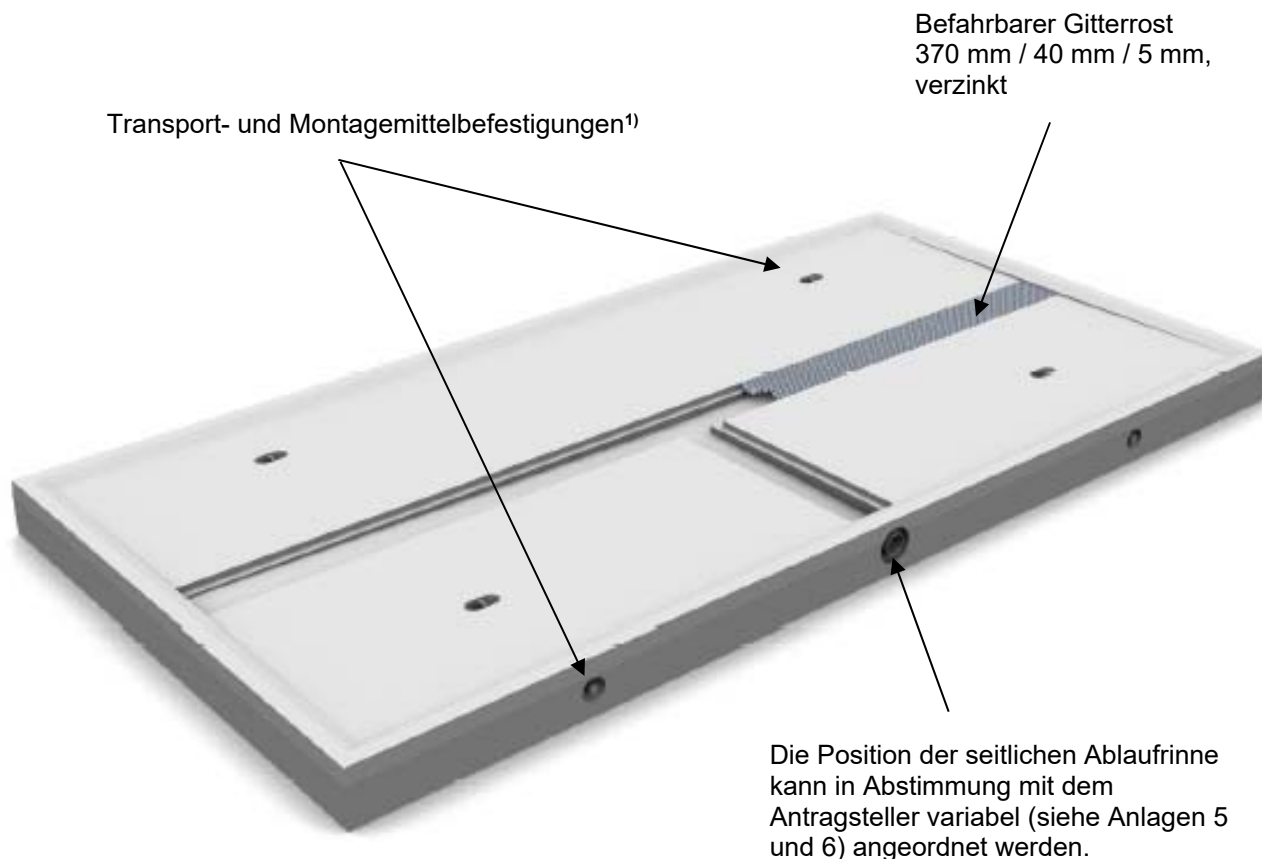 Befahrbarer Gitterrost
370 mm / 40 mm / 5 mm,
verzinkt
Transport- und Montagemittelbefestigungen¹⁾
Die Position der seitlichen Ablaufrinne
kann in Abstimmung mit dem
Antragsteller variabel (siehe Anlagen 5
und 6) angeordnet werden.